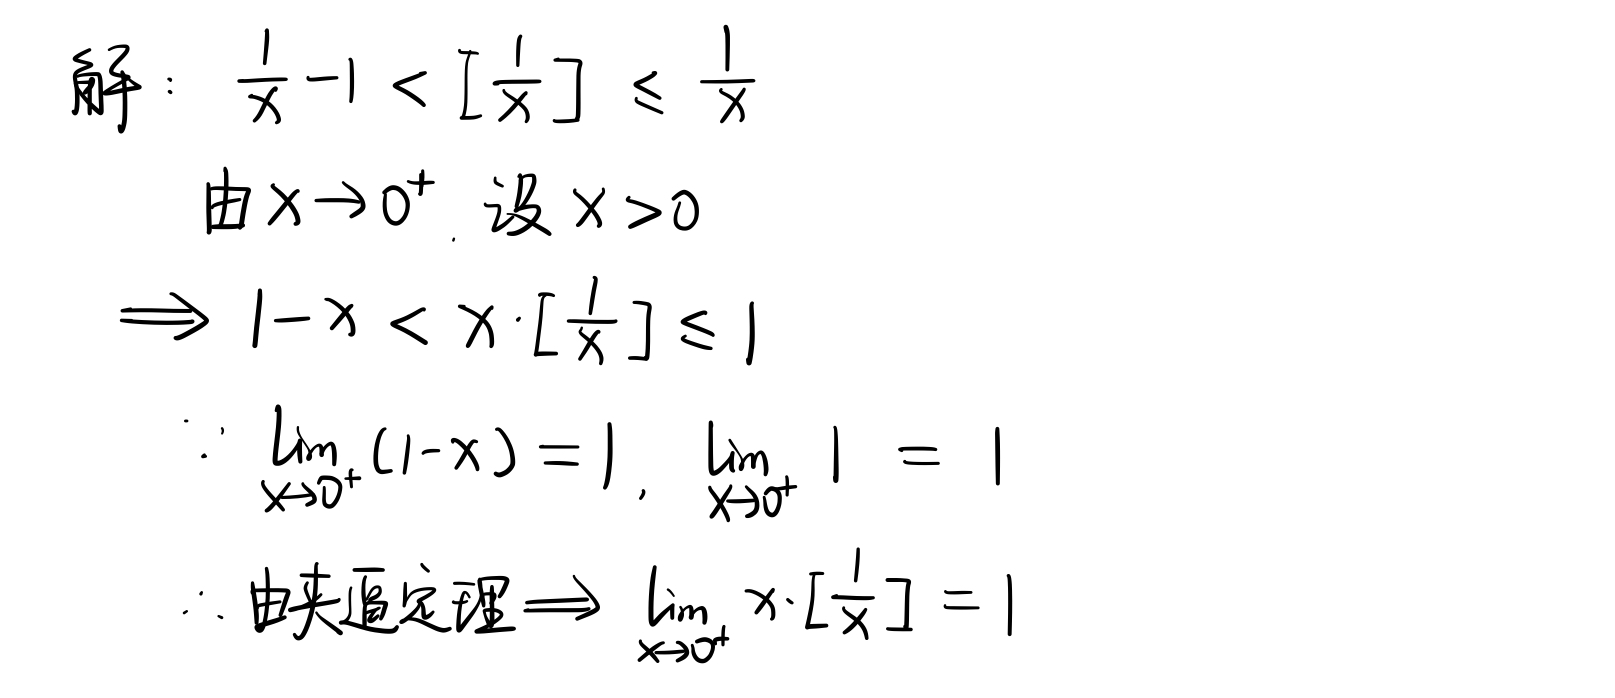 解: 1/x - 1 < [1/x] ≤ 1/x
由 x→0⁺. 设 x>0
⟹ 1-x < x·[1/x] ≤ 1
∵ lim_{x→0⁺} (1-x) = 1, lim_{x→0⁺} 1 = 1
∴ 由夹逼定理 ⟹ lim_{x→0⁺} x·[1/x] = 1